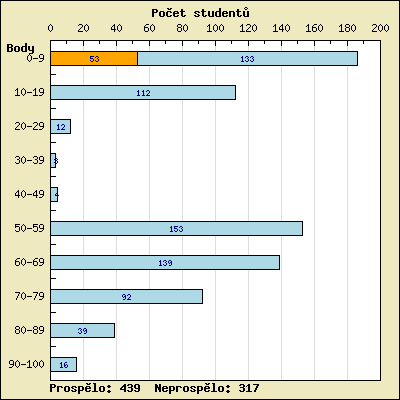 Počet studentů
0 20 40 60 80 100 120 140 160 180 200
Body
0-9 53 133
10-19 112
20-29 12
30-39 3
40-49 4
50-59 153
60-69 139
70-79 92
80-89 39
90-100 16
Prospělo: 439 Neprospělo: 317